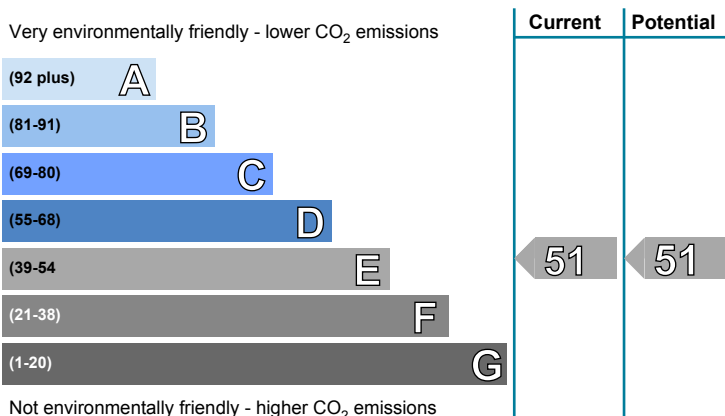 Very environmentally friendly - lower CO₂ emissions
Current
Potential
(92 plus) A
(81-91) B
(69-80) C
(55-68) D
(39-54 E
51
51
(21-38) F
(1-20) G
Not environmentally friendly - higher CO₂ emissions